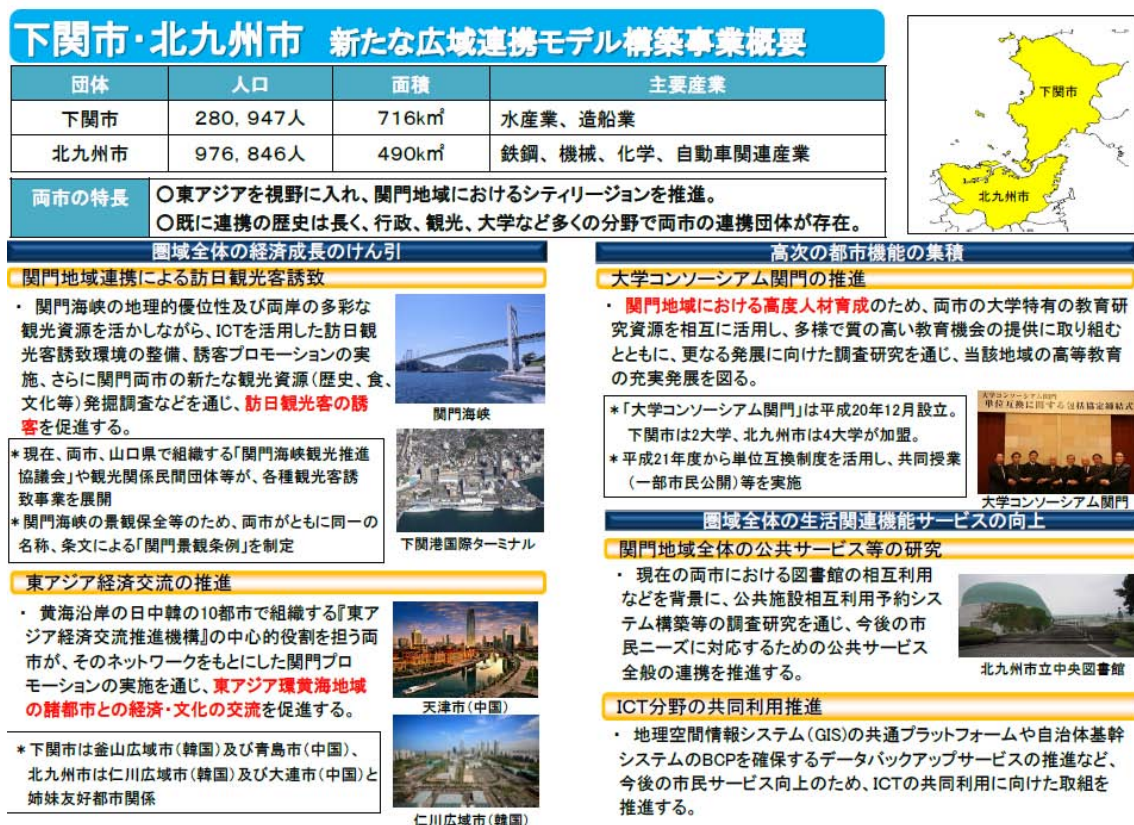 下関市・北九州市 新たな広域連携モデル構築事業概要
団体 人口 面積 主要産業
下関市 280,947人 716k㎡ 水産業、造船業
北九州市 976,846人 490k㎡ 鉄鋼、機械、化学、自動車関連産業
両市の特長
○東アジアを視野に入れ、関門地域におけるシティリージョンを推進。
○既に連携の歴史は長く、行政、観光、大学など多くの分野で両市の連携団体が存在。
下関市
北九州市
圏域全体の経済成長のけん引
関門地域連携による訪日観光客誘致
・ 関門海峡の地理的優位性及び両岸の多彩な
観光資源を活かしながら、ICTを活用した訪日観
光客誘致環境の整備、誘客プロモーションの実
施、さらに関門両市の新たな観光資源(歴史、食、
文化等)発掘調査などを通じ、訪日観光客の誘
客を促進する。
関門海峡
*現在、両市、山口県で組織する「関門海峡観光推進
協議会」や観光関係民間団体等が、各種観光客誘
致事業を展開
*関門海峡の景観保全等のため、両市がともに同一の
名称、条文による「関門景観条例」を制定
下関港国際ターミナル
東アジア経済交流の推進
・ 黄海沿岸の日中韓の10都市で組織する『東ア
ジア経済交流推進機構』の中心的役割を担う両
市が、そのネットワークをもとにした関門プロ
モーションの実施を通じ、東アジア環黄海地域
の諸都市との経済・文化の交流を促進する。
天津市(中国)
*下関市は釜山広域市(韓国)及び青島市(中国)、
北九州市は仁川広域市(韓国)及び大連市(中国)と
姉妹友好都市関係
仁川広域市(韓国)
高次の都市機能の集積
大学コンソーシアム関門の推進
・ 関門地域における高度人材育成のため、両市の大学特有の教育研
究資源を相互に活用し、多様で質の高い教育機会の提供に取り組む
とともに、更なる発展に向けた調査研究を通じ、当該地域の高等教育
の充実発展を図る。
*「大学コンソーシアム関門」は平成20年12月設立。
下関市は2大学、北九州市は4大学が加盟。
*平成21年度から単位互換制度を活用し、共同授業
(一部市民公開)等を実施
大学コンソーシアム関門
単位互換に関する包括協定締結式
大学コンソーシアム関門
圏域全体の生活関連機能サービスの向上
関門地域全体の公共サービス等の研究
・ 現在の両市における図書館の相互利用
などを背景に、公共施設相互利用予約シス
テム構築等の調査研究を通じ、今後の市
民ニーズに対応するための公共サービス
全般の連携を推進する。
北九州市立中央図書館
ICT分野の共同利用推進
・ 地理空間情報システム(GIS)の共通プラットフォームや自治体基幹
システムのBCPを確保するデータバックアップサービスの推進など、
今後の市民サービス向上のため、ICTの共同利用に向けた取組を
推進する。